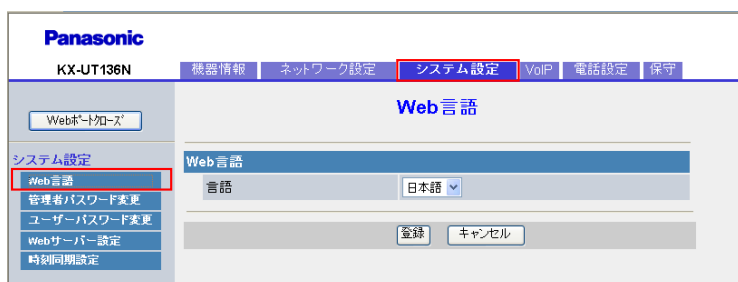 Panasonic
KX-UT136N
機器情報 ネットワーク設定 システム設定 VoIP 電話設定 保守
Web言語
Webﾎﾟｰﾄｸﾛｰｽﾞ
システム設定
Web言語
管理者パスワード変更
ユーザーパスワード変更
Webサーバー設定
時刻同期設定
Web言語
言語 日本語
登録 キャンセル